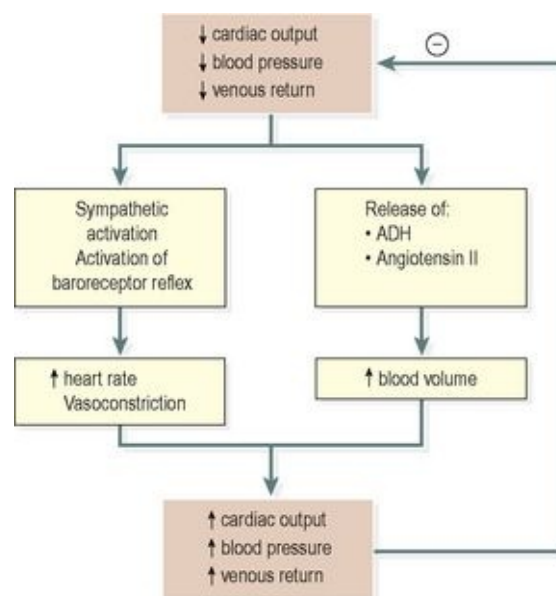 ↓ cardiac output
↓ blood pressure
↓ venous return
−
Sympathetic
activation
Activation of
baroreceptor reflex
Release of:
• ADH
• Angiotensin II
↑ heart rate
Vasoconstriction
↑ blood volume
↑ cardiac output
↑ blood pressure
↑ venous return